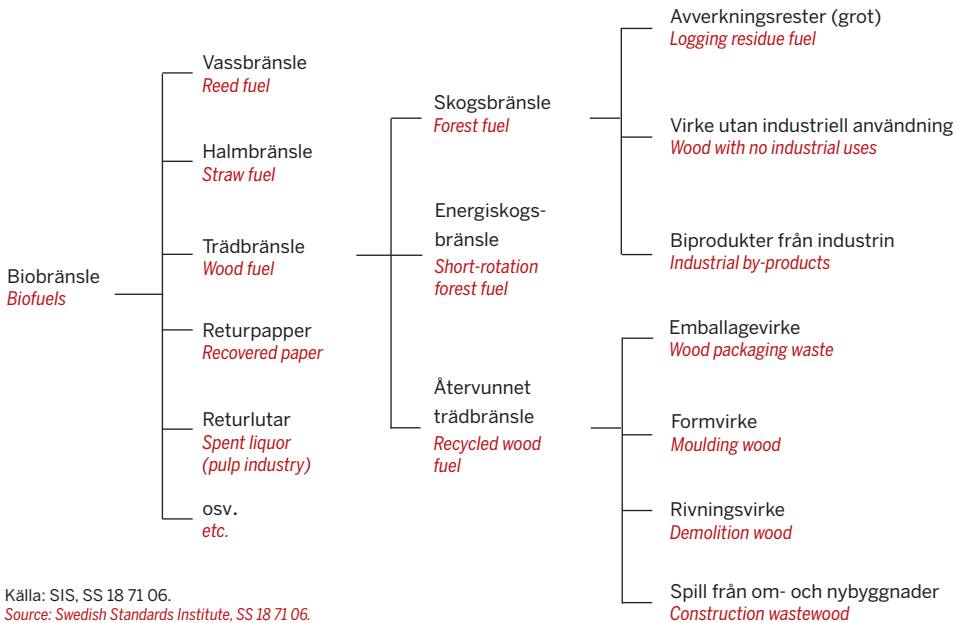 Biobränsle
Biofuels
Vassbränsle
Reed fuel
Halmbränsle
Straw fuel
Trädbränsle
Wood fuel
Returpapper
Recovered paper
Returlutar
Spent liquor
(pulp industry)
osv.
etc.
Skogsbränsle
Forest fuel
Energiskogs-
bränsle
Short-rotation
forest fuel
Återvunnet
trädbränsle
Recycled wood
fuel
Avverkningsrester (grot)
Logging residue fuel
Virke utan industriell användning
Wood with no industrial uses
Biprodukter från industrin
Industrial by-products
Emballagevirke
Wood packaging waste
Formvirke
Moulding wood
Rivningsvirke
Demolition wood
Spill från om- och nybyggnader
Construction wastewood
Källa: SIS, SS 18 71 06.
Source: Swedish Standards Institute, SS 18 71 06.